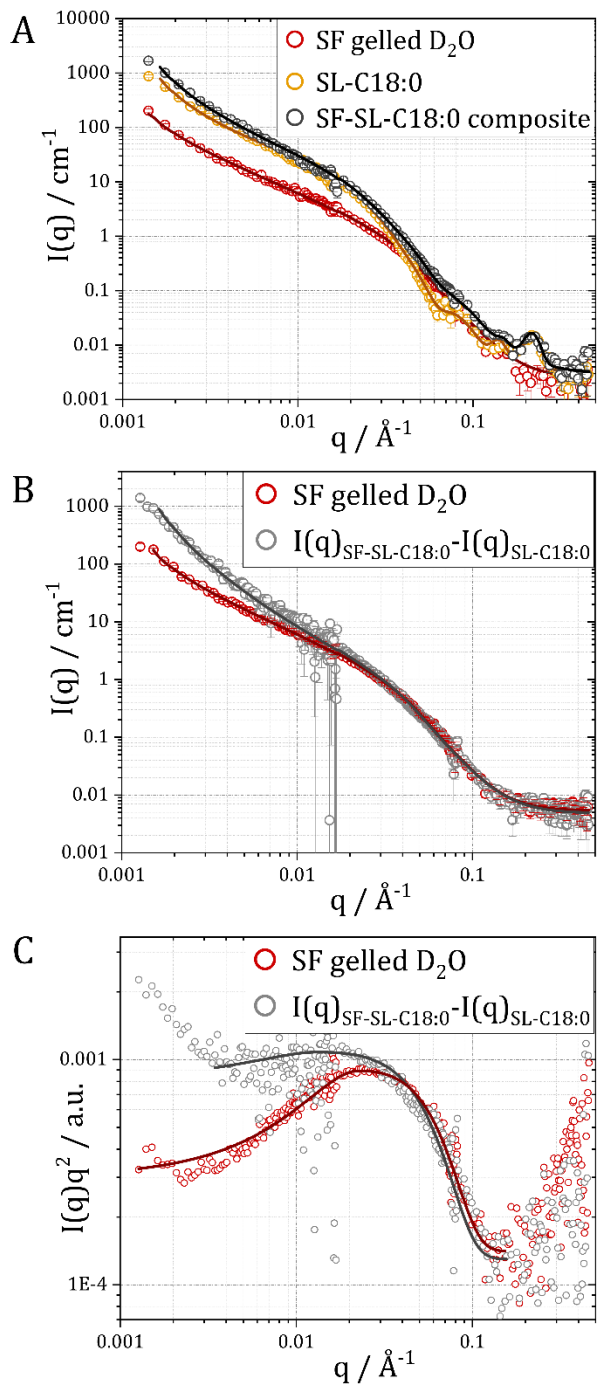 A
SF gelled D₂O
SL-C18:0
SF-SL-C18:0 composite
I(q) / cm⁻¹
1000
100
10
1
0.1
0.01
0.001
0.001
0.01
0.1
q / Å⁻¹
B
SF gelled D₂O
I(q)SF-SL-C18:0-I(q)SL-C18:0
I(q) / cm⁻¹
1000
100
10
1
0.1
0.01
0.001
0.001
0.01
0.1
q / Å⁻¹
C
SF gelled D₂O
I(q)SF-SL-C18:0-I(q)SL-C18:0
I(q)q² / a.u.
0.001
1E-4
0.001
0.01
0.1
q / Å⁻¹